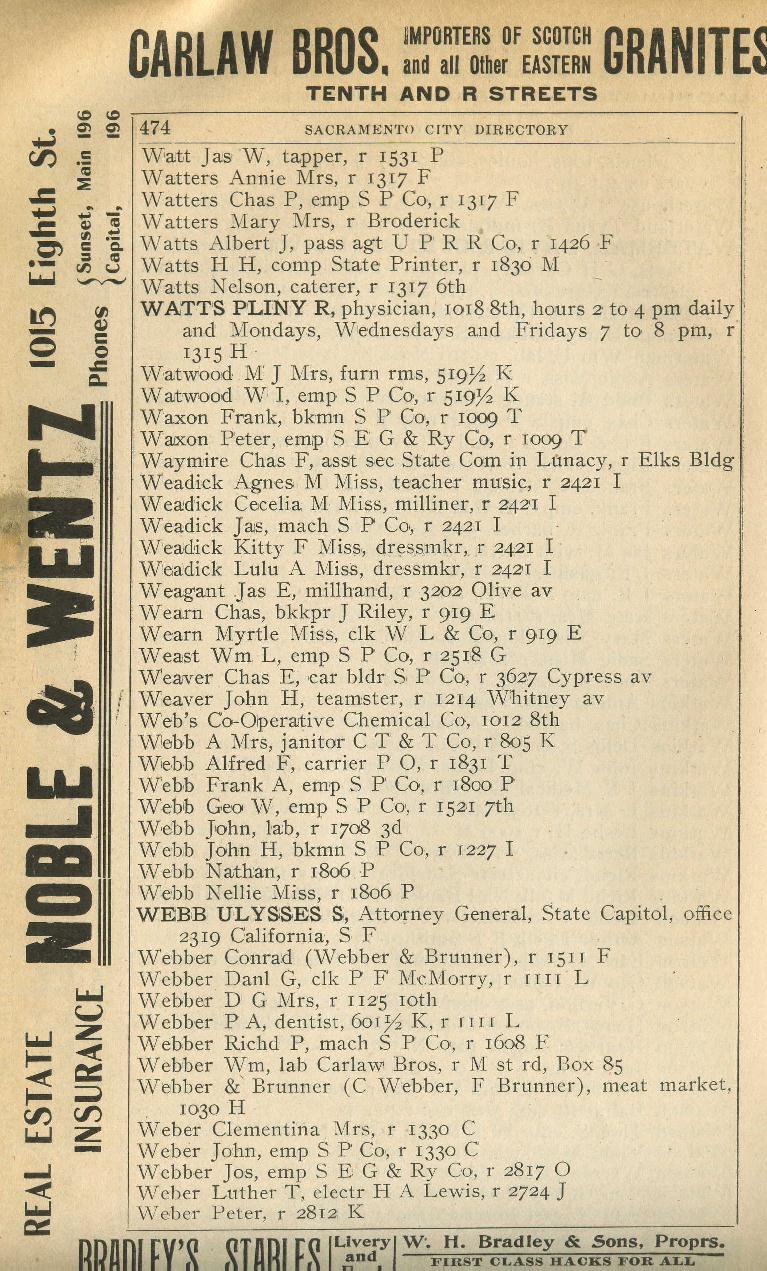 CARLAW BROS. IMPORTERS OF SCOTCH and all Other EASTERN GRANITES
TENTH AND R STREETS
474 SACRAMENTO CITY DIRECTORY
Watt Jas W, tapper, r 1531 P
Watters Annie Mrs, r 1317 F
Watters Chas P, emp S P Co, r 1317 F
Watters Mary Mrs, r Broderick
Watts Albert J, pass agt U P R R Co, r 1426 F
Watts H H, comp State Printer, r 1830 M
Watts Nelson, caterer, r 1317 6th
WATTS PLINY R, physician, 1018 8th, hours 2 to 4 pm daily
and Mondays, Wednesdays and Fridays 7 to 8 pm, r
1315 H
Watwood M J Mrs, furn rms, 519½ K
Watwood W I, emp S P Co, r 519½ K
Waxon Frank, bkmn S P Co, r 1009 T
Waxon Peter, emp S E G & Ry Co, r 1009 T
Waymire Chas F, asst sec State Com in Lunacy, r Elks Bldg
Weadick Agnes M Miss, teacher music, r 2421 I
Weadick Cecelia M Miss, milliner, r 2421 I
Weadick Jas, mach S P Co, r 2421 I
Weadick Kitty F Miss, dressmkr, r 2421 I
Weadick Lulu A Miss, dressmkr, r 2421 I
Weagant Jas E, millhand, r 3202 Olive av
Wearn Chas, bkkpr J Riley, r 919 E
Wearn Myrtle Miss, clk W L & Co, r 919 E
Weast Wm L, emp S P Co, r 2518 G
Weaver Chas E, car bldr S P Co, r 3627 Cypress av
Weaver John H, teamster, r 1214 Whitney av
Web's Co-Operative Chemical Co, 1012 8th
Webb A Mrs, janitor C T & T Co, r 805 K
Webb Alfred F, carrier P O, r 1831 T
Webb Frank A, emp S P Co, r 1800 P
Webb Geo W, emp S P Co, r 1521 7th
Webb John, lab, r 1708 3d
Webb John H, bkmn S P Co, r 1227 I
Webb Nathan, r 1806 P
Webb Nellie Miss, r 1806 P
WEBB ULYSSES S, Attorney General, State Capitol, office
2319 California, S F
Webber Conrad (Webber & Brunner), r 1511 F
Webber Danl G, clk P F McMorry, r 1111 L
Webber D G Mrs, r 1125 10th
Webber P A, dentist, 601½ K, r 1111 L
Webber Richd P, mach S P Co, r 1608 F
Webber Wm, lab Carlaw Bros, r M st rd, Box 85
Webber & Brunner (C Webber, F Brunner), meat market,
1030 H
Weber Clementina Mrs, r 1330 C
Weber John, emp S P Co, r 1330 C
Webber Jos, emp S E G & Ry Co, r 2817 O
Weber Luther T, electr H A Lewis, r 2724 J
Weber Peter, r 2812 K
REAL ESTATE
INSURANCE
NOBLE & WENTZ
1015 Eighth St.
Phones {Sunset, Main 196
Capital, 196
BRADLEY'S STABLES
Livery
and
W. H. Bradley & Sons, Proprs.
FIRST CLASS HACKS FOR ALL